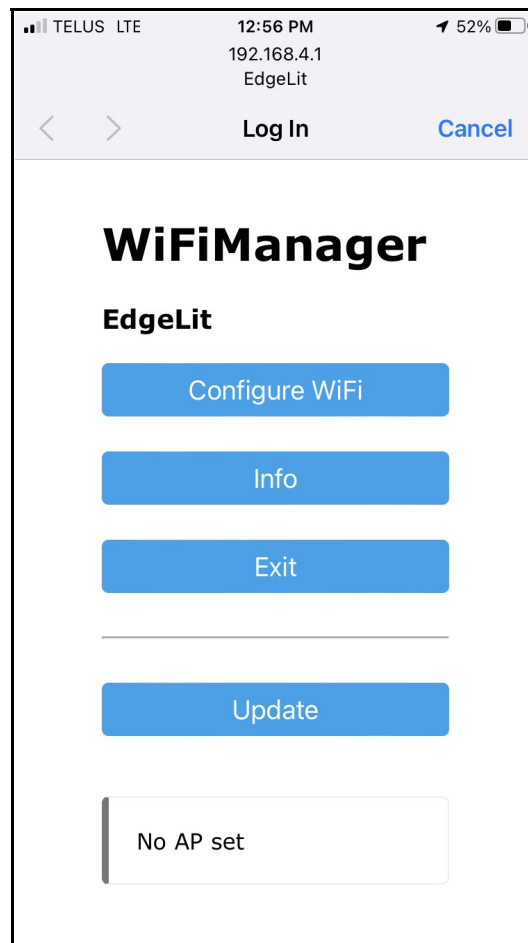 TELUS LTE 12:56 PM 52%
192.168.4.1
EdgeLit
Log In Cancel
WiFiManager
EdgeLit
Configure WiFi
Info
Exit
Update
No AP set